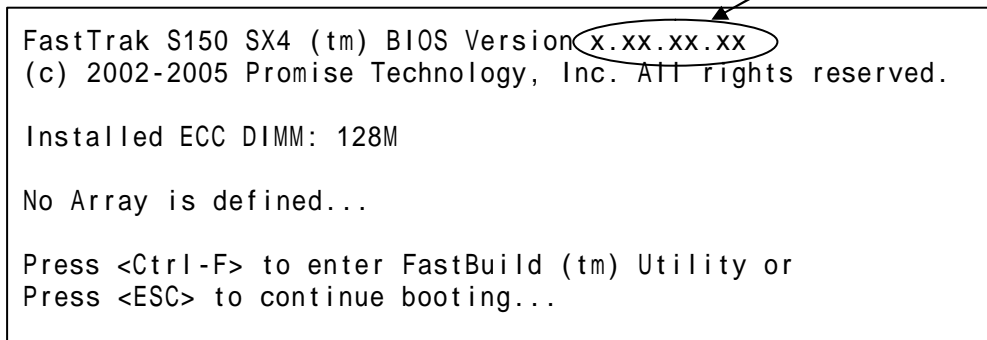 FastTrak S150 SX4 (tm) BIOS Version x.xx.xx.xx
(c) 2002-2005 Promise Technology, Inc. All rights reserved.
Installed ECC DIMM: 128M
No Array is defined...
Press <Ctrl-F> to enter FastBuild (tm) Utility or
Press <ESC> to continue booting...